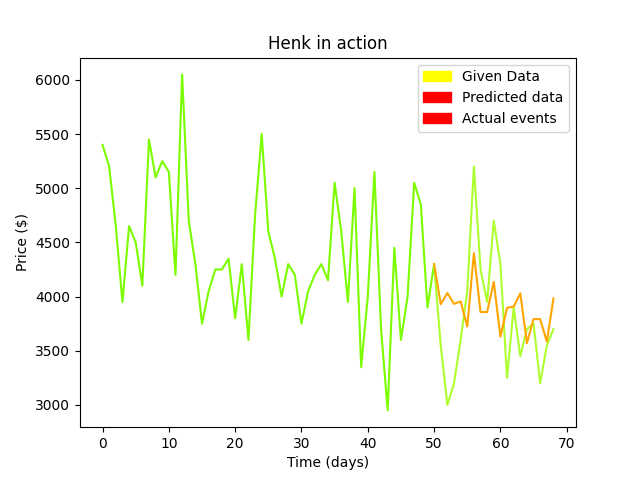 Henk in action
Given Data
Predicted data
Actual events
6000
5500
5000
4500
4000
3500
3000
Price ($)
0 10 20 30 40 50 60 70
Time (days)